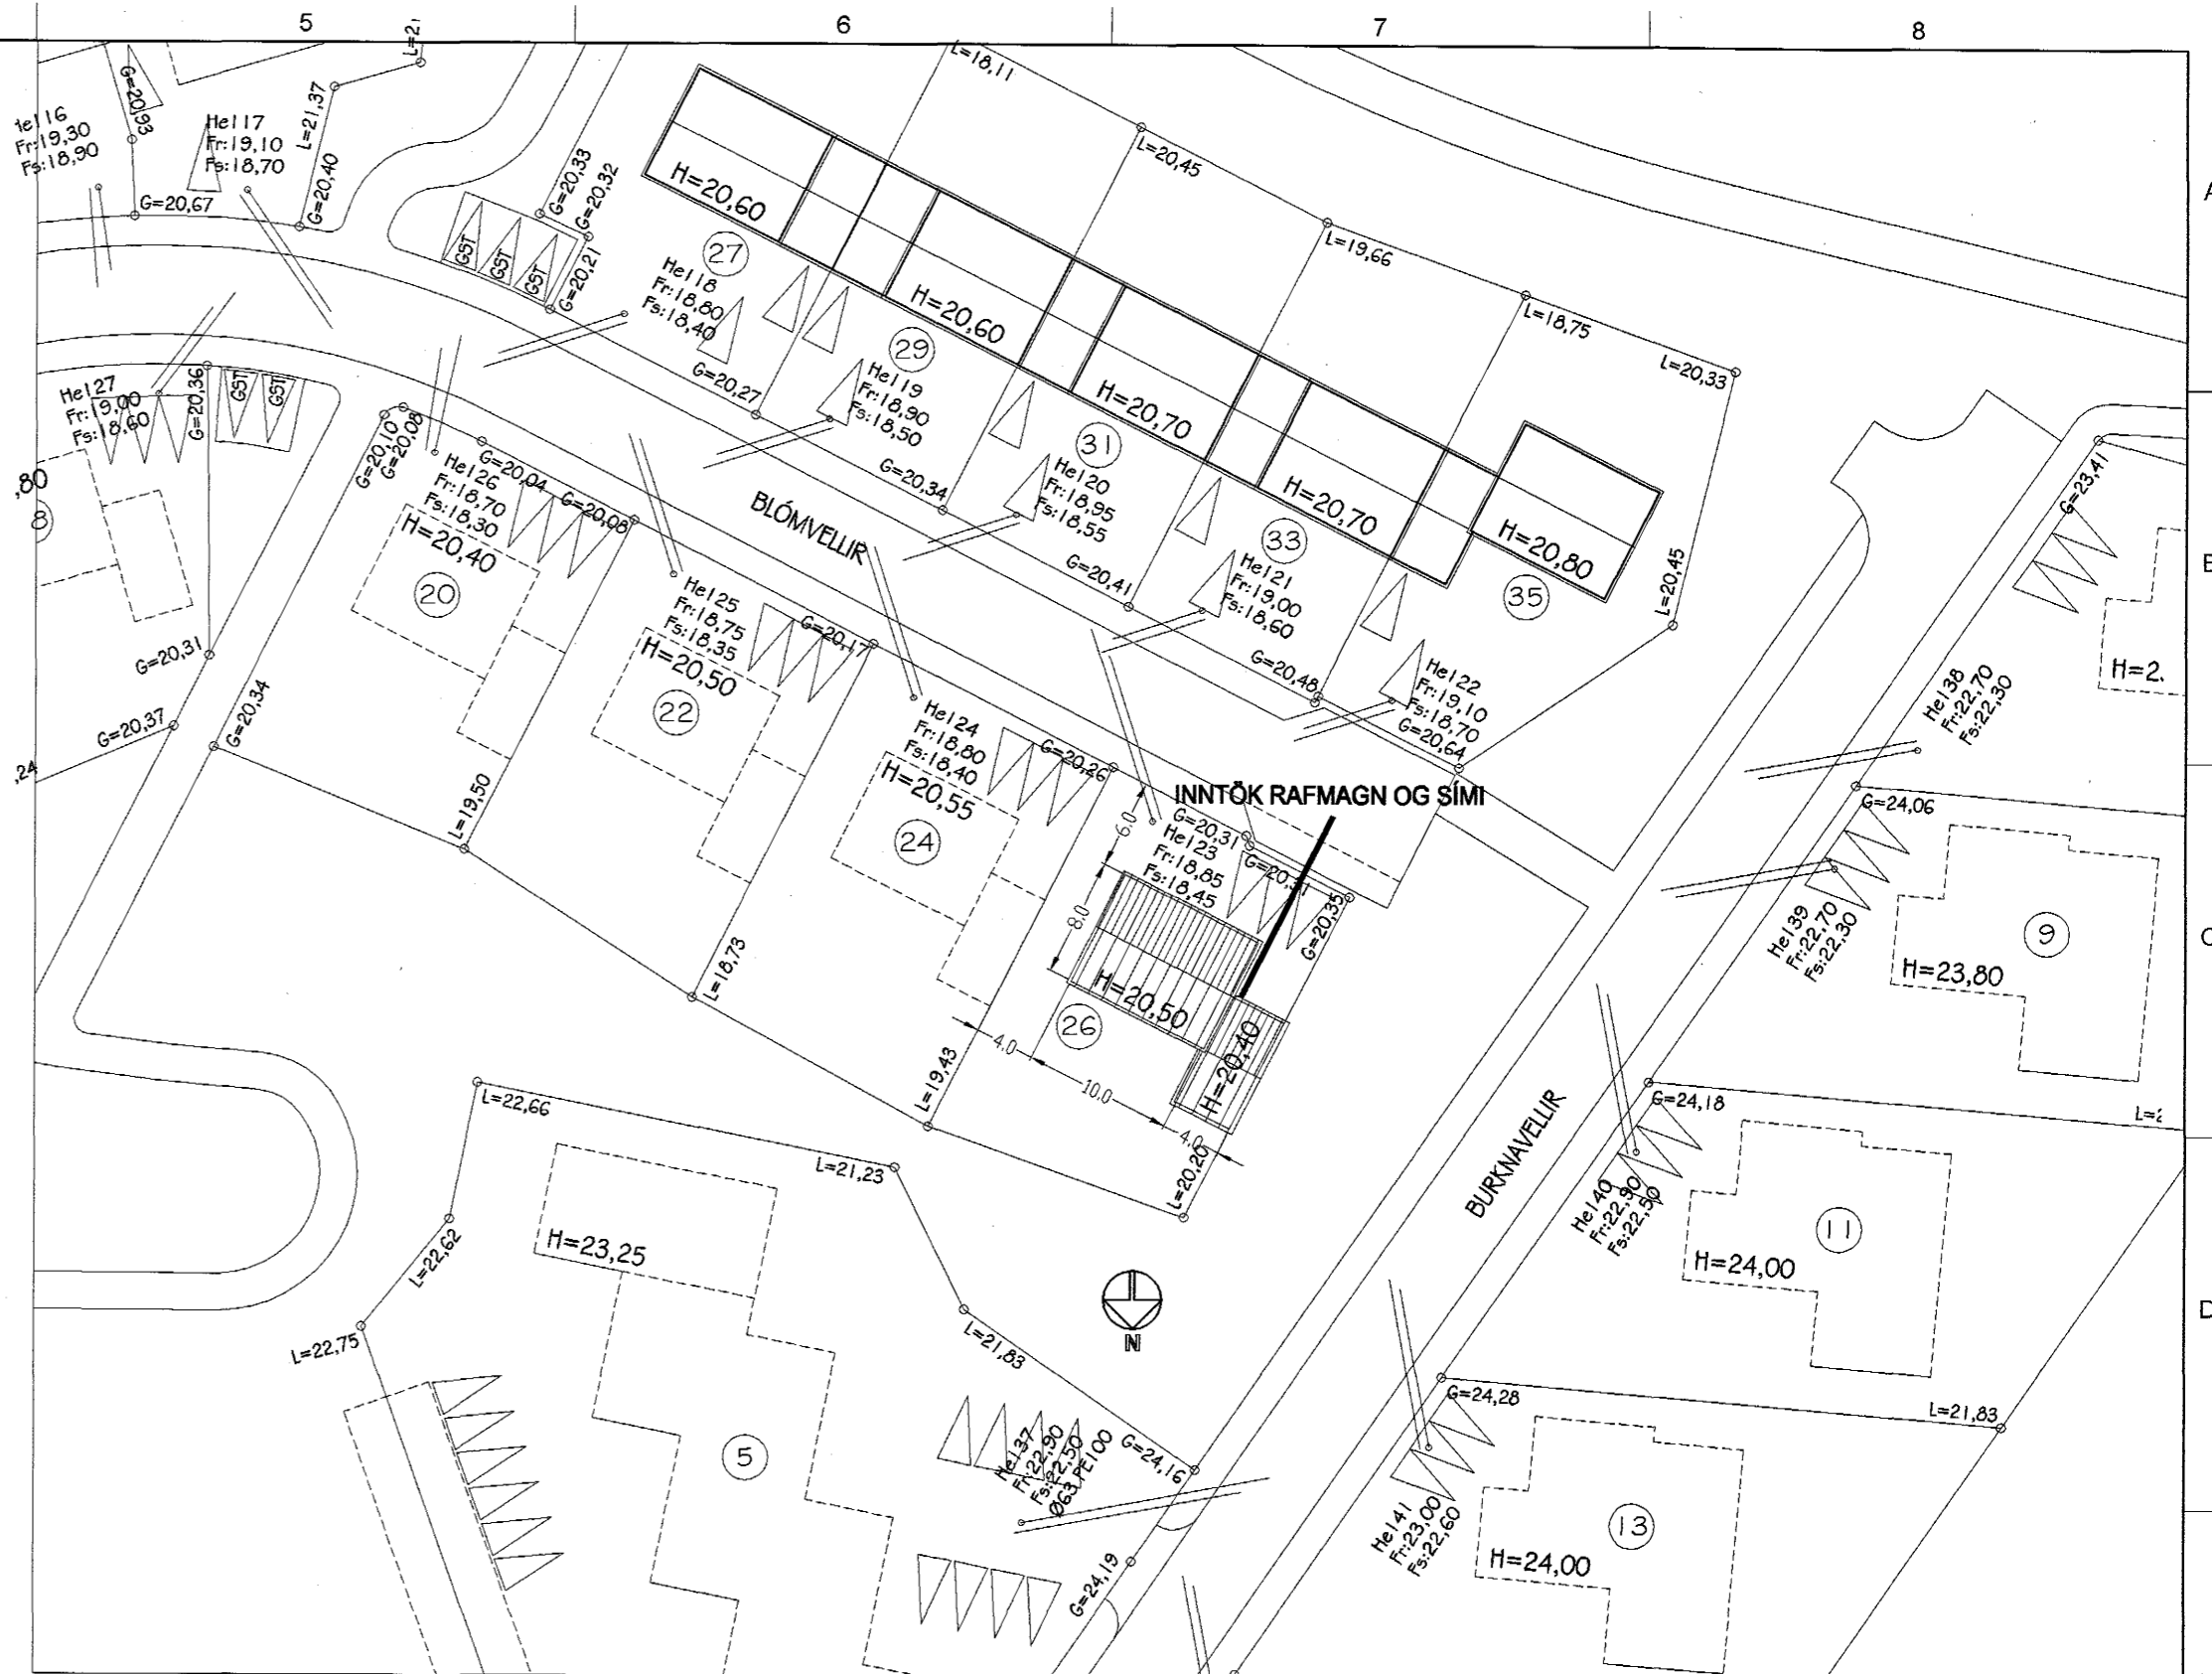 5
6
7
8
L=21
G=20,93
L=21,37
He116
Fr:19,30
Fs:18,90
He117
Fr:19,10
Fs:18,70
G=20,40
G=20,67
L=18,11
L=20,45
L=19,66
L=18,75
L=20,33
L=20,45
G=20,33
G=20,32
G=20,21
GST
GST
GST
H=20,60
27
He118
Fr:18,80
Fs:18,40
G=20,27
H=20,60
29
He119
Fr:18,90
Fs:18,50
G=20,34
H=20,70
31
He120
Fr:18,95
Fs:18,55
G=20,41
H=20,70
33
He121
Fr:19,00
Fs:18,60
G=20,48
H=20,80
35
He122
Fr:19,10
Fs:18,70
G=20,64
He127
Fr:19,00
Fs:18,60
G=20,36
GST
GST
,80
8
G=20,31
G=20,37
,24
G=20,10
G=20,08
G=20,04
G=20,08
He126
Fr:18,70
Fs:18,30
H=20,40
20
G=20,34
L=19,50
BLÓMVELLIR
He125
Fr:18,75
Fs:18,35
G=20,17
H=20,50
22
L=18,73
He124
Fr:18,80
Fs:18,40
G=20,26
H=20,55
24
L=19,43
INNTÖK RAFMAGN OG SÍMI
G=20,31
He123
Fr:18,85
Fs:18,45
G=20,31
G=20,35
6.0
8.0
H=20,50
26
H=20,40
4.0
10.0
4.0
L=20,20
G=23,41
H=2.
He138
Fr:22,70
Fs:22,30
G=24,06
9
H=23,80
He139
Fr:22,70
Fs:22,30
G=24,18
BURKNAVELLIR
He140
Fr:22,90
Fs:22,50
11
H=24,00
G=24,28
L=21,83
He141
Fr:23,00
Fs:22,60
13
H=24,00
L=22,66
L=21,23
L=22,62
L=22,75
H=23,25
L=21,83
N
5
He137
Fr:22,90
Fs:22,50
Ø63 PE100
G=24,16
G=24,19